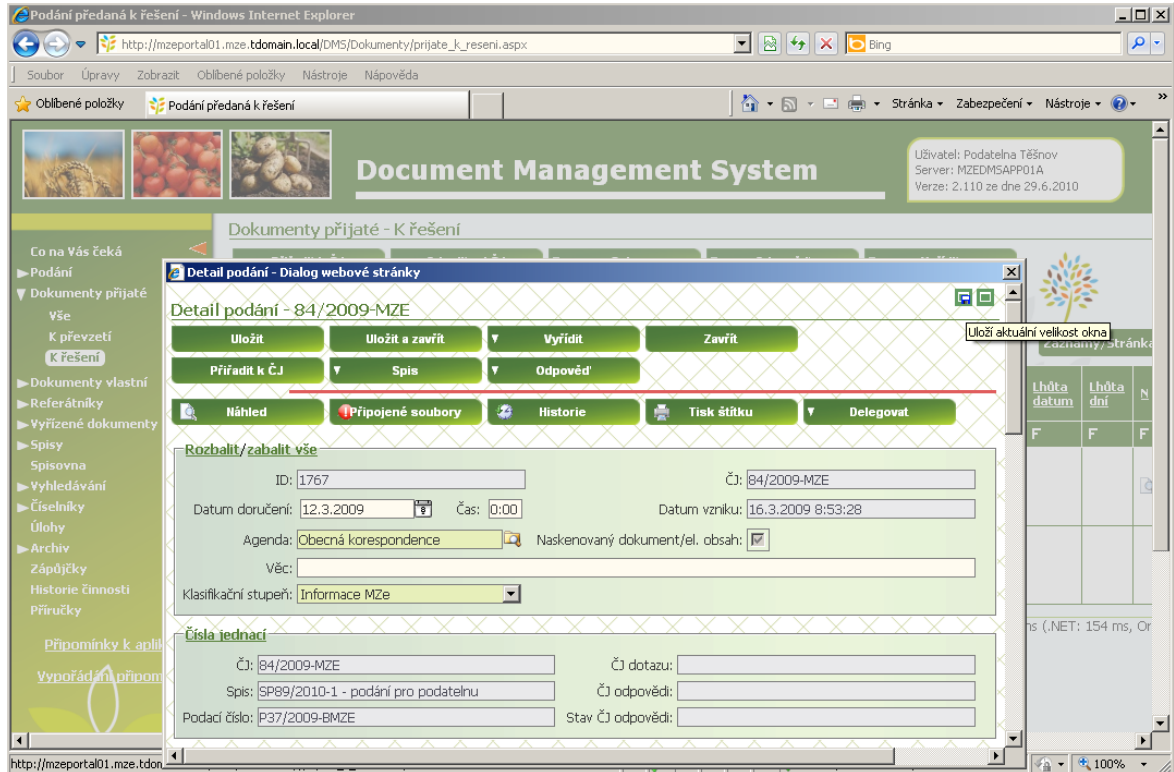 Podání předaná k řešení - Windows Internet Explorer
http://mzeportal01.mze.tdomain.local/DMS/Dokumenty/prijate_k_reseni.aspx
Bing
Soubor Úpravy Zobrazit Oblíbené položky Nástroje Nápověda
Oblíbené položky Podání předaná k řešení Stránka Zabezpečení Nástroje
Document Management System
Uživatel: Podatelna Těšnov
Server: MZEDMSAPP01A
Verze: 2.110 ze dne 29.6.2010
Dokumenty přijaté - K řešení
Co na Vás čeká
Podání
Dokumenty přijaté
Vše
K převzetí
K řešení
Dokumenty vlastní
Referátníky
Vyřízené dokumenty
Spisy
Spisovna
Vyhledávání
Číselníky
Úlohy
Archiv
Zápůjčky
Historie činnosti
Příručky
Připomínky k aplik
Vypořádání připom
Detail podání - Dialog webové stránky
Detail podání - 84/2009-MZE
Uloží aktuální velikost okna
Uložit Uložit a zavřít Vyřídit Zavřít
Přiřadit k ČJ Spis Odpověď
Náhled Připojené soubory Historie Tisk štítku Delegovat
Rozbalit/zabalit vše
ID: 1767 ČJ: 84/2009-MZE
Datum doručení: 12.3.2009 Čas: 0:00 Datum vzniku: 16.3.2009 8:53:28
Agenda: Obecná korespondence Naskenovaný dokument/el. obsah:
Věc:
Klasifikační stupeň: Informace MZe
Čísla jednací
ČJ: 84/2009-MZE ČJ dotazu:
Spis: SP89/2010-1 - podání pro podatelnu ČJ odpovědi:
Podací číslo: P37/2009-BMZE Stav ČJ odpovědi:
Záznamy/Stránka
Lhůta datum Lhůta dní N
F F F
ms (.NET: 154 ms, Or
http://mzeportal01.mze.tdon
100%